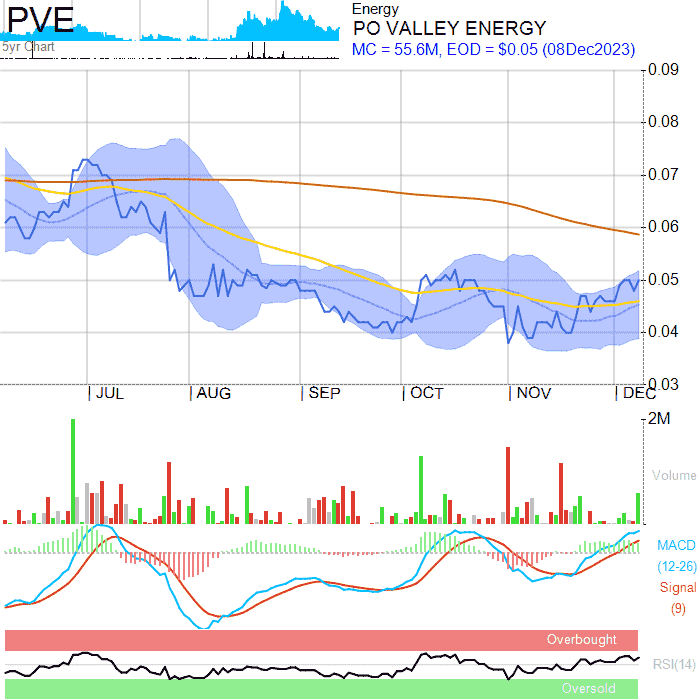 PVE
5yr Chart
Energy
PO VALLEY ENERGY
MC = 55.6M, EOD = $0.05 (08Dec2023)
0.09
0.08
0.07
0.06
0.05
0.04
0.03
JUL AUG SEP OCT NOV DEC
2M
Volume
MACD
(12-26)
Signal
(9)
Overbought
RSI(14)
Oversold